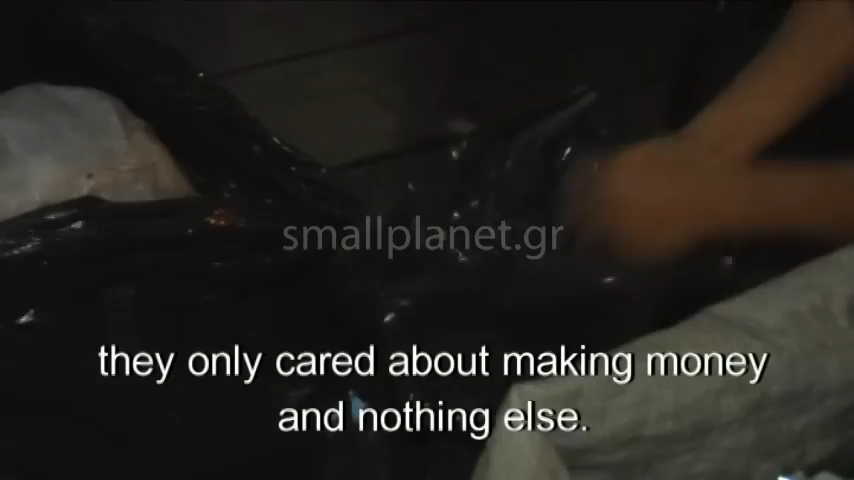 smallplanet.gr
they only cared about making money
and nothing else.